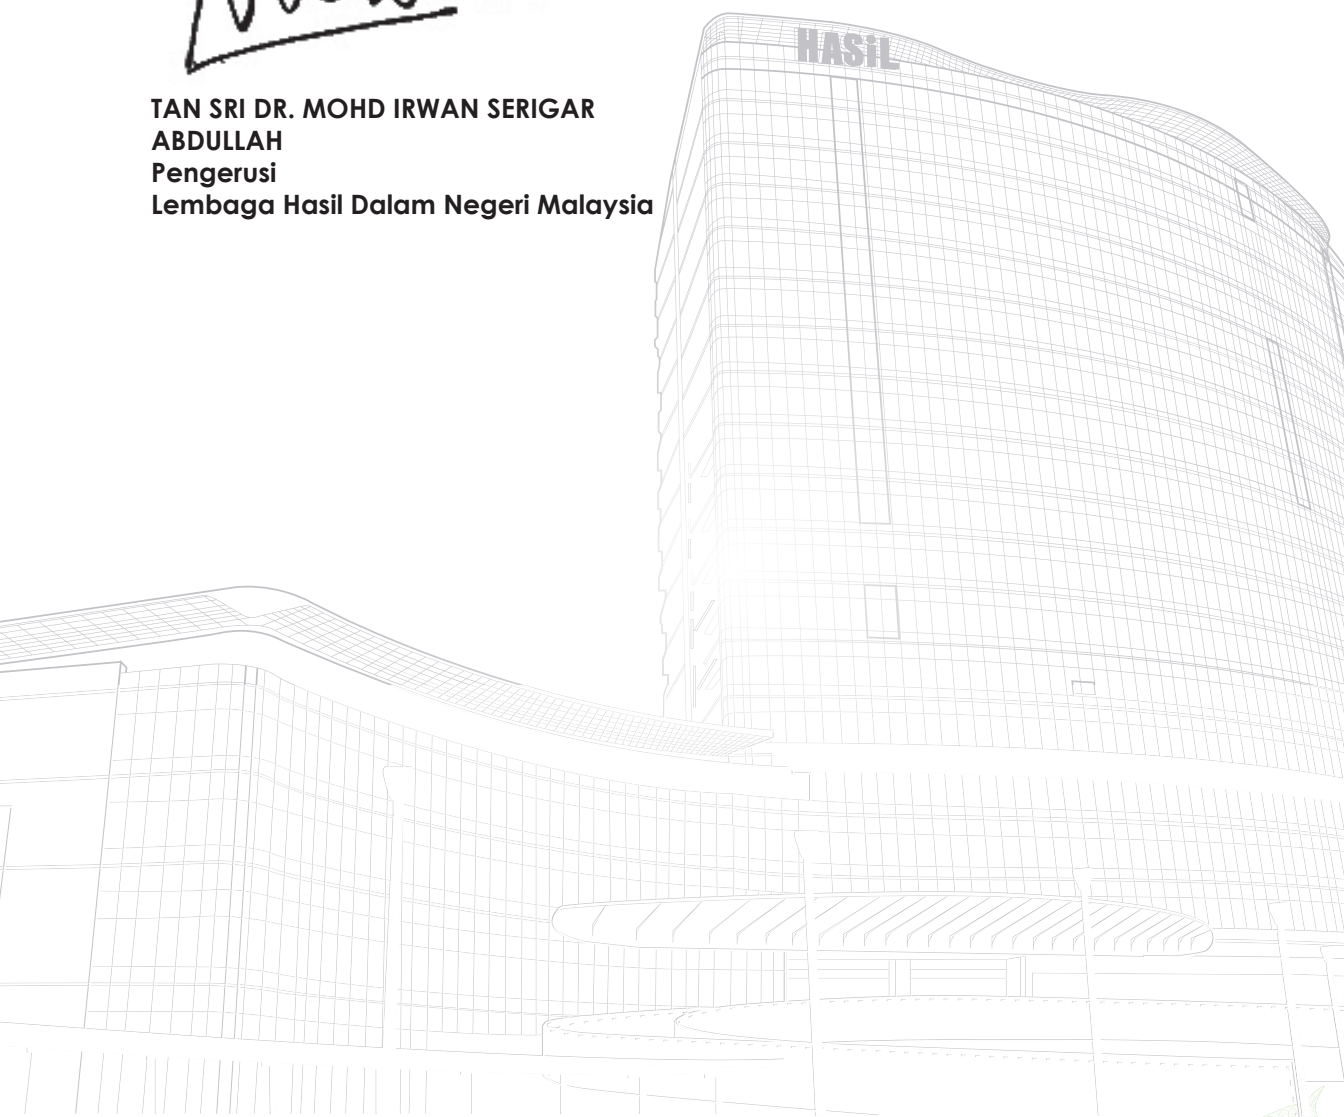 HASiL
TAN SRI DR. MOHD IRWAN SERIGAR
ABDULLAH
Pengerusi
Lembaga Hasil Dalam Negeri Malaysia